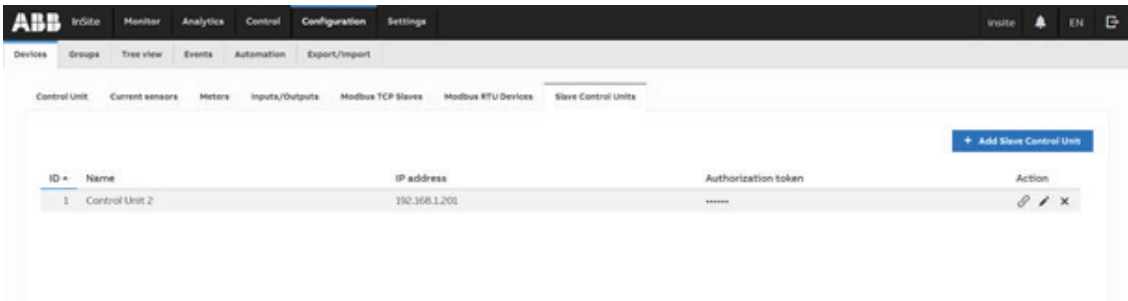 ABB InSite Monitor Analytics Control Configuration Settings insite EN
Devices Groups Tree view Events Automation Export/Import
Control Unit Current sensors Meters Inputs/Outputs Modbus TCP Slaves Modbus RTU Devices Slave Control Units
+ Add Slave Control Unit
ID Name IP address Authorization token Action
1 Control Unit 2 192.168.1.201 ••••••